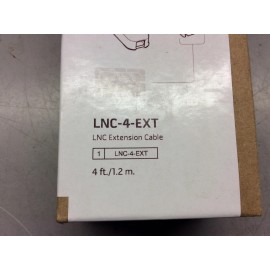 LNC-4-EXT
LNC Extension Cable
1 LNC-4-EXT
4 ft./1.2 m.